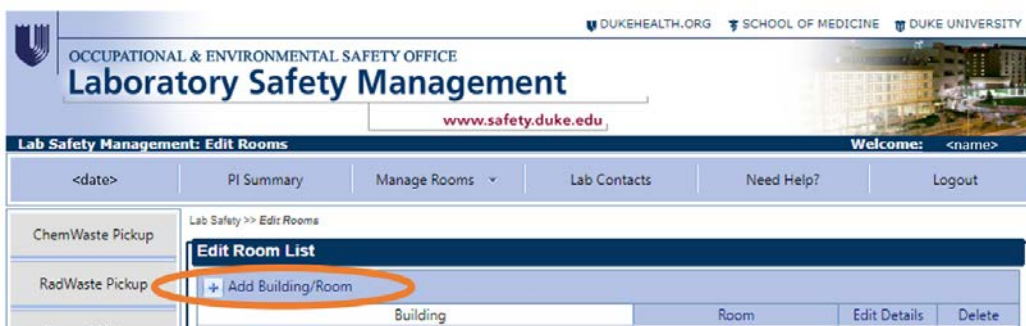 DUKEHEALTH.ORG SCHOOL OF MEDICINE DUKE UNIVERSITY
OCCUPATIONAL & ENVIRONMENTAL SAFETY OFFICE
Laboratory Safety Management
www.safety.duke.edu
Lab Safety Management: Edit Rooms Welcome: <name>
<date> PI Summary Manage Rooms Lab Contacts Need Help? Logout
Lab Safety >> Edit Rooms
ChemWaste Pickup
Edit Room List
RadWaste Pickup
+ Add Building/Room
Building Room Edit Details Delete